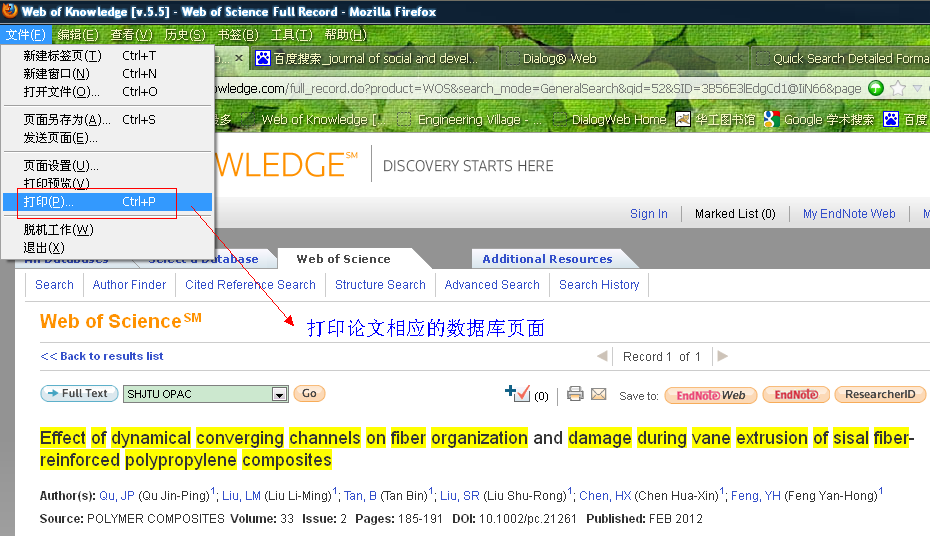 Web of Knowledge [v.5.5] - Web of Science Full Record - Mozilla Firefox
文件(F) 编辑(E) 查看(V) 历史(S) 书签(B) 工具(T) 帮助(H)
新建标签页(T) Ctrl+T
新建窗口(N) Ctrl+N
打开文件(O)... Ctrl+O
页面另存为(A)... Ctrl+S
发送页面(E)...
页面设置(U)...
打印预览(V)
打印(P)... Ctrl+P
脱机工作(W)
退出(X)
百度搜索_journal of social and devel...
Dialog® Web
Quick Search Detailed Forma
wledge.com/full_record.do?product=WOS&search_mode=GeneralSearch&qid=52&SID=3B56E3lEdgCd1@IiN66&page
多 Web of Knowledge [... Engineering Village - ... DialogWeb Home 华工图书馆 Google 学术搜索 百度
WLEDGE SM DISCOVERY STARTS HERE
Sign In Marked List (0) My EndNote Web M
All Databases Select a Database Web of Science Additional Resources
Search Author Finder Cited Reference Search Structure Search Advanced Search Search History
Web of Science SM
打印论文相应的数据库页面
<< Back to results list Record 1 of 1
Full Text SHJTU OPAC Go (0) Save to: EndNote Web EndNote ResearcherID
Effect of dynamical converging channels on fiber organization and damage during vane extrusion of sisal fiber-
reinforced polypropylene composites
Author(s): Qu, JP (Qu Jin-Ping)1; Liu, LM (Liu Li-Ming)1; Tan, B (Tan Bin)1; Liu, SR (Liu Shu-Rong)1; Chen, HX (Chen Hua-Xin)1; Feng, YH (Feng Yan-Hong)1
Source: POLYMER COMPOSITES Volume: 33 Issue: 2 Pages: 185-191 DOI: 10.1002/pc.21261 Published: FEB 2012